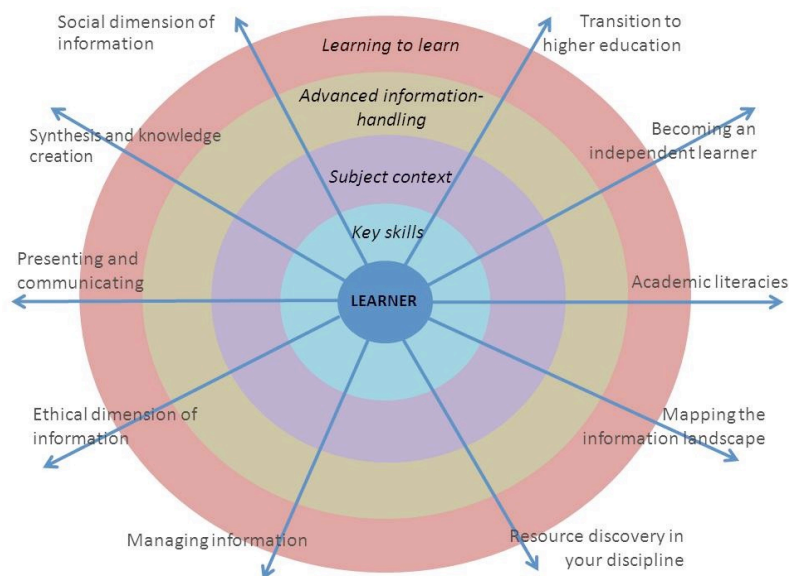 Social dimension of
information
Transition to
higher education
Learning to learn
Advanced information-
handling
Synthesis and knowledge
creation
Becoming an
independent learner
Subject context
Key skills
Presenting and
communicating
LEARNER
Academic literacies
Ethical dimension of
information
Mapping the
information landscape
Managing information
Resource discovery in
your discipline